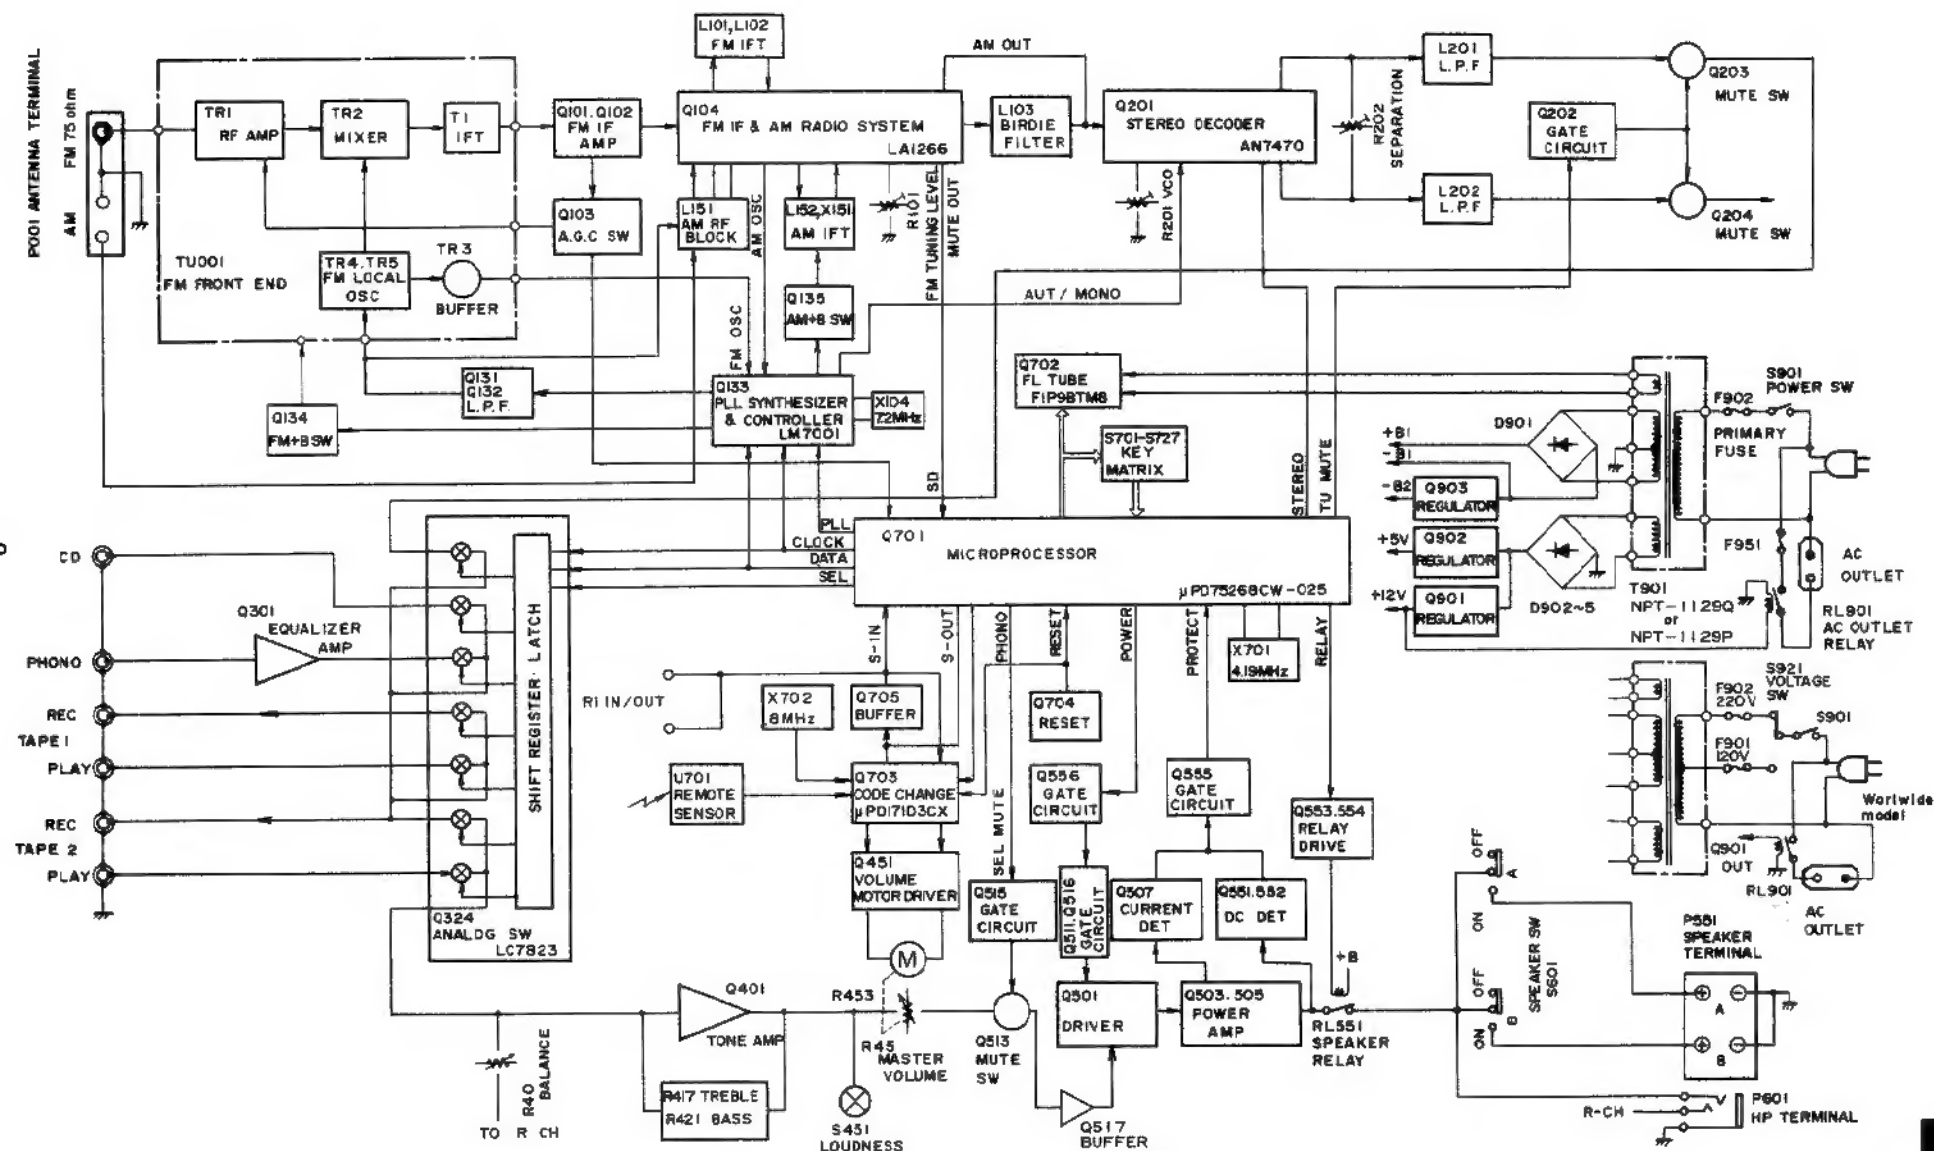 P001 ANTENNA TERMINAL
FM 75 ohm
AM
TU001
FM FRONT END
TR1
RF AMP
TR2
MIXER
T1
IFT
TR4.TR5
FM LOCAL
OSC
TR3
BUFFER
Q101.Q102
FM IF
AMP
Q103
A.G.C SW
L101,L102
FM IFT
Q104
FM IF & AM RADIO SYSTEM
LA1266
AM OUT
L151
AM RF
BLOCK
AM OSC
L152,X151
AM IFT
R101
FM TUNING LEVEL
MUTE OUT
L103
BIRDIE
FILTER
Q201
STEREO DECODER
AN7470
R201 VCO
R202
SEPARATION
L201
L.P.F
L202
L.P.F
Q202
GATE
CIRCUIT
Q203
MUTE SW
Q204
MUTE SW
Q135
AM+B SW
AUT / MONO
FM OSC
Q131
Q132
L.P.F.
Q134
FM+B SW
Q133
PLL SYNTHESIZER
& CONTROLLER
LM7001
X104
7.2MHz
Q702
FL TUBE
FIP9BTM8
S701-S727
KEY
MATRIX
SD
STEREO
TU MUTE
+B1
-B1
-B2
+5V
+12V
D901
Q903
REGULATOR
Q902
REGULATOR
Q901
REGULATOR
D902~5
F902
S901
POWER SW
PRIMARY
FUSE
F951
AC
OUTLET
T901
NPT-1129Q
or
NPT-1129P
RL901
AC OUTLET
RELAY
S921
VOLTAGE
SW
F902
220V
S901
F901
120V
Worlwide
model
Q901
OUT
RL901
AC
OUTLET
CD
PHONO
REC
TAPE 1
PLAY
REC
TAPE 2
PLAY
Q301
EQUALIZER
AMP
SHIFT REGISTER · LATCH
Q324
ANALOG SW
LC7823
PLL
CLOCK
DATA
SEL
Q701
MICROPROCESSOR
μPD75268CW-025
S-IN
S-OUT
PHONO
RESET
POWER
PROTECT
X701
4.19MHz
RELAY
RI IN/OUT
X702
8MHz
Q705
BUFFER
Q704
RESET
U701
REMOTE
SENSOR
Q703
CODE CHANGE
μPD17103CX
Q451
VOLUME
MOTOR DRIVER
M
SEL MUTE
Q556
GATE
CIRCUIT
Q555
GATE
CIRCUIT
Q553.554
RELAY
DRIVE
Q515
GATE
CIRCUIT
Q511.Q516
GATE
CIRCUIT
Q507
CURRENT
DET
Q551.552
DC DET
+B
Q401
TONE AMP
R453
R45
MASTER
VOLUME
Q513
MUTE
SW
Q501
DRIVER
Q503.505
POWER
AMP
RL551
SPEAKER
RELAY
Q517
BUFFER
R40
BALANCE
TO R CH
R417 TREBLE
R421 BASS
S451
LOUDNESS
OFF
A
ON
OFF
B
ON
SPEAKER SW
S601
P551
SPEAKER
TERMINAL
A
B
R-CH
P601
HP TERMINAL